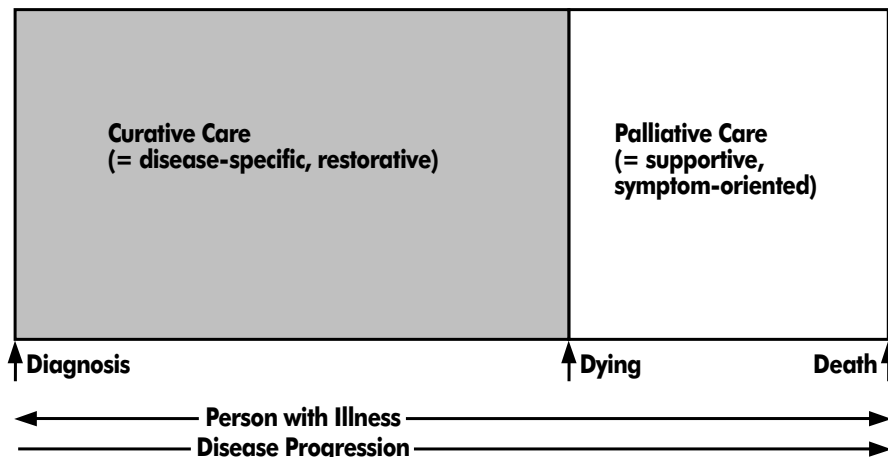 Curative Care
(= disease-specific, restorative)
Palliative Care
(= supportive,
symptom-oriented)
Diagnosis
Dying
Death
Person with Illness
Disease Progression